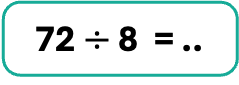 72 ÷ 8 = ..